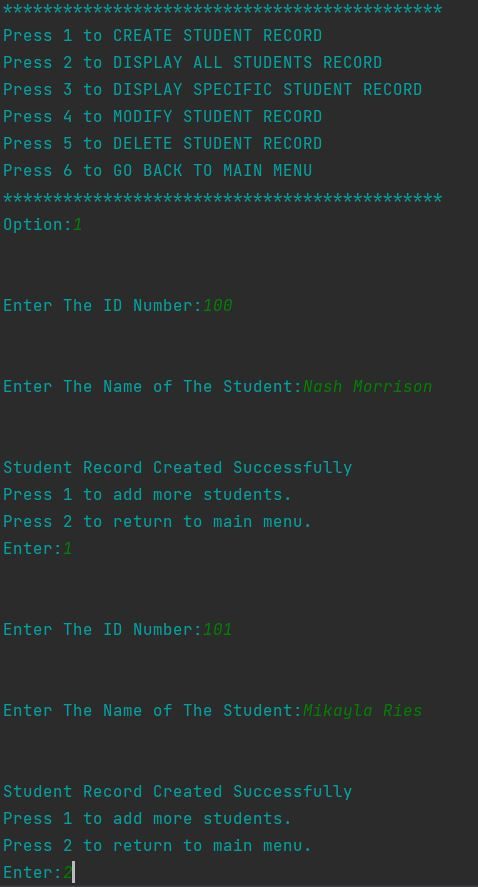 ********************************************
Press 1 to CREATE STUDENT RECORD
Press 2 to DISPLAY ALL STUDENTS RECORD
Press 3 to DISPLAY SPECIFIC STUDENT RECORD
Press 4 to MODIFY STUDENT RECORD
Press 5 to DELETE STUDENT RECORD
Press 6 to GO BACK TO MAIN MENU
********************************************
Option:1
Enter The ID Number:100
Enter The Name of The Student:Nash Morrison
Student Record Created Successfully
Press 1 to add more students.
Press 2 to return to main menu.
Enter:1
Enter The ID Number:101
Enter The Name of The Student:Mikayla Ries
Student Record Created Successfully
Press 1 to add more students.
Press 2 to return to main menu.
Enter:2